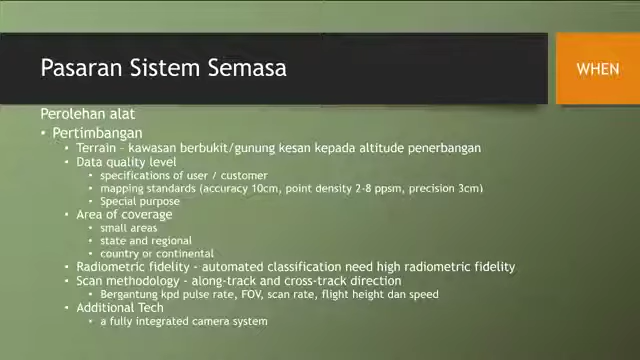 Pasaran Sistem Semasa
WHEN
Perolehan alat
• Pertimbangan
• Terrain – kawasan berbukit/gunung kesan kepada altitude penerbangan
• Data quality level
• specifications of user / customer
• mapping standards (accuracy 10cm, point density 2-8 ppsm, precision 3cm)
• Special purpose
• Area of coverage
• small areas
• state and regional
• country or continental
• Radiometric fidelity - automated classification need high radiometric fidelity
• Scan methodology - along-track and cross-track direction
• Bergantung kpd pulse rate, FOV, scan rate, flight height dan speed
• Additional Tech
• a fully integrated camera system